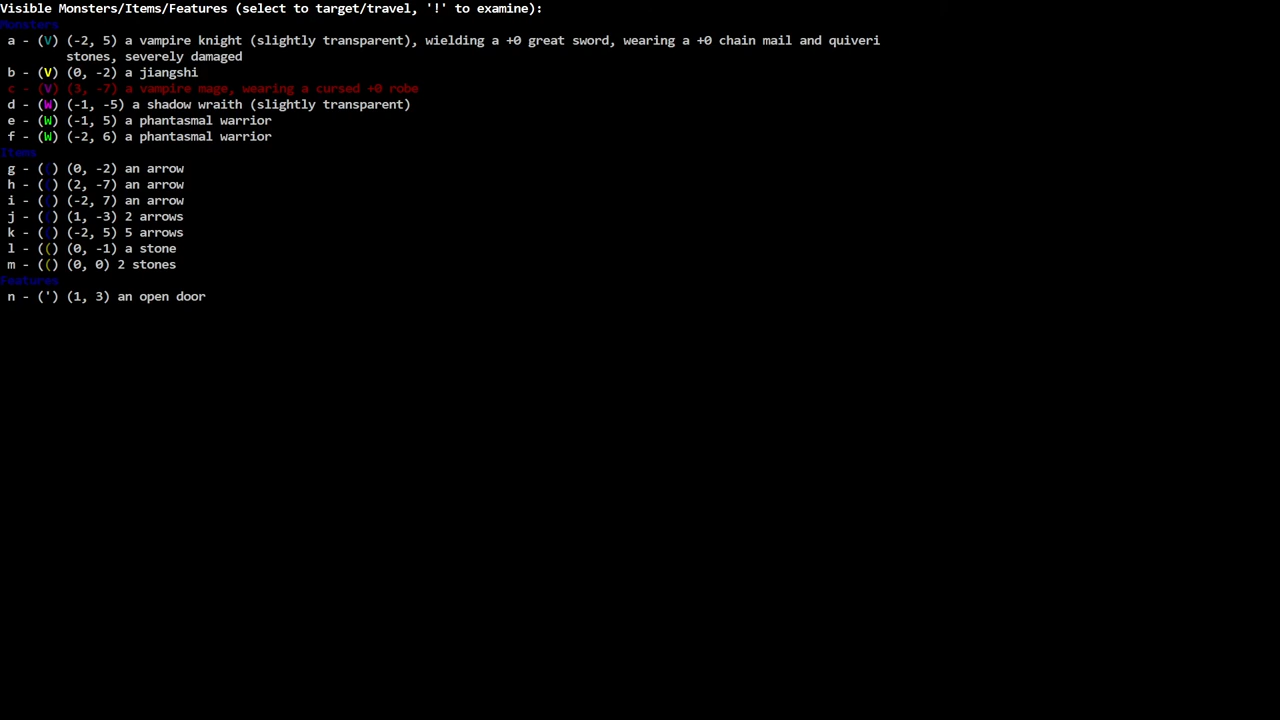 Visible Monsters/Items/Features (select to target/travel, '!' to examine):
Monsters
a - (V) (-2, 5) a vampire knight (slightly transparent), wielding a +0 great sword, wearing a +0 chain mail and quiveri
stones, severely damaged
b - (V) (0, -2) a jiangshi
c - (V) (3, -7) a vampire mage, wearing a cursed +0 robe
d - (W) (-1, -5) a shadow wraith (slightly transparent)
e - (W) (-1, 5) a phantasmal warrior
f - (W) (-2, 6) a phantasmal warrior
Items
g - (() (0, -2) an arrow
h - (() (2, -7) an arrow
i - (() (-2, 7) an arrow
j - (() (1, -3) 2 arrows
k - (() (-2, 5) 5 arrows
l - (() (0, -1) a stone
m - (() (0, 0) 2 stones
Features
n - (') (1, 3) an open door